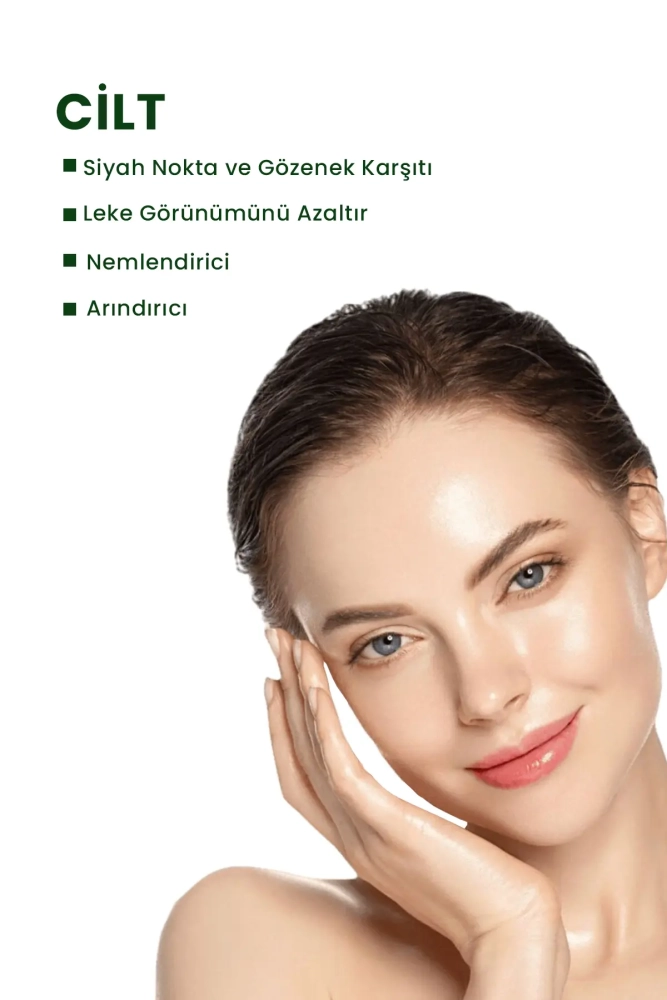 CİLT
Siyah Nokta ve Gözenek Karşıtı
Leke Görünümünü Azaltır
Nemlendirici
Arındırıcı